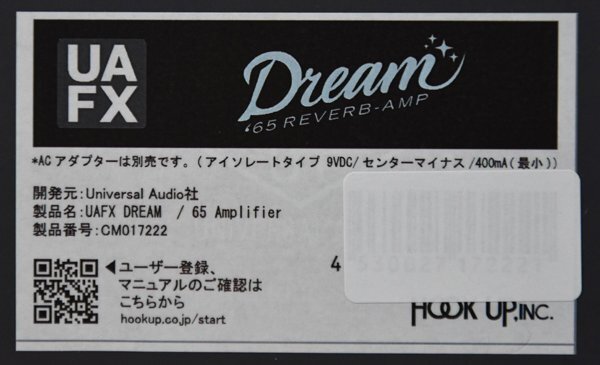 UA
FX
Dream
'65 REVERB-AMP
*ACアダプターは別売です。(アイソレートタイプ 9VDC/センターマイナス/400mA(最小))
開発元:Universal Audio社
製品名:UAFX DREAM / 65 Amplifier
製品番号:CM017222
◀ユーザー登録、
マニュアルのご確認は
こちらから
hookup.co.jp/start
4
HOOK UP,INC.